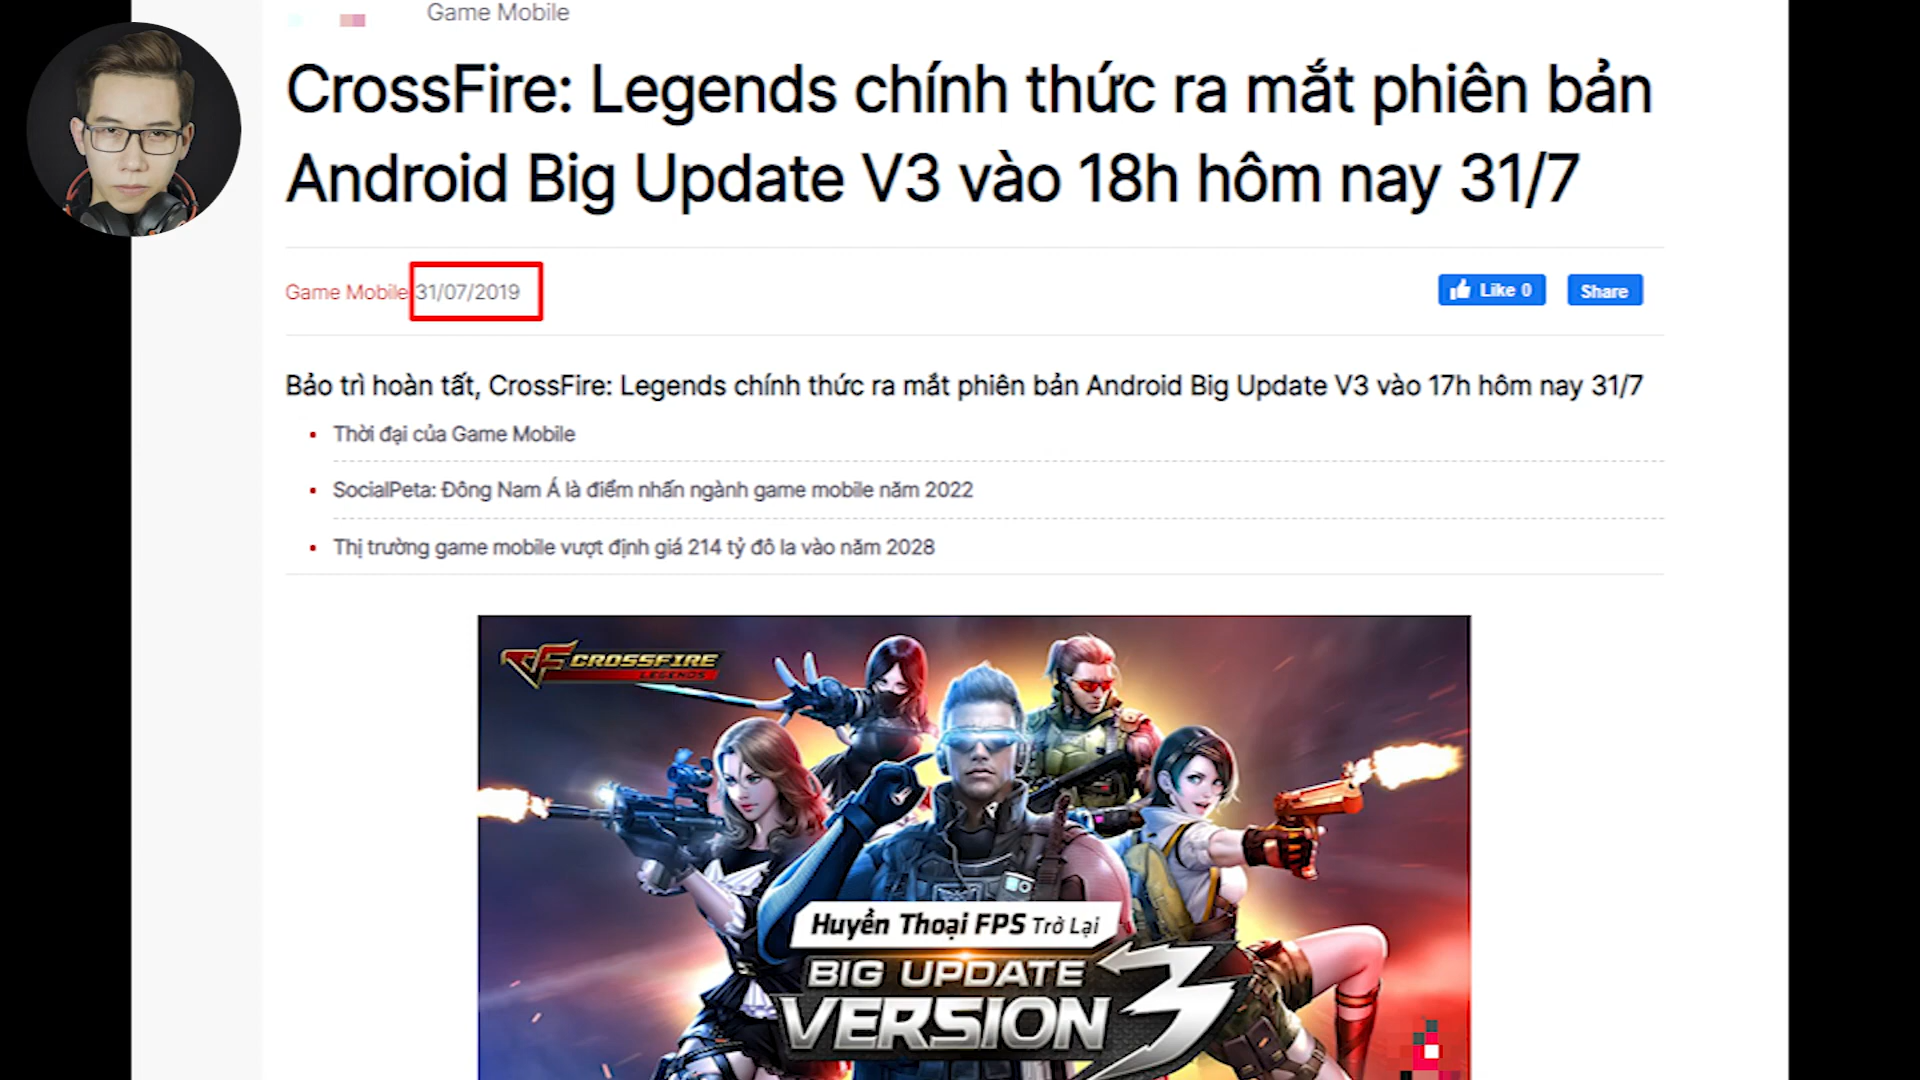 Game Mobile
CrossFire: Legends chính thức ra mắt phiên bản
Android Big Update V3 vào 18h hôm nay 31/7
Game Mobile 31/07/2019
Like 0
Share
Bảo trì hoàn tất, CrossFire: Legends chính thức ra mắt phiên bản Android Big Update V3 vào 17h hôm nay 31/7
Thời đại của Game Mobile
SocialPeta: Đông Nam Á là điểm nhấn ngành game mobile năm 2022
Thị trường game mobile vượt định giá 214 tỷ đô la vào năm 2028
CF CROSSFIRE
LEGENDS
Huyền Thoại FPS Trở Lại
BIG UPDATE
VERSION 3